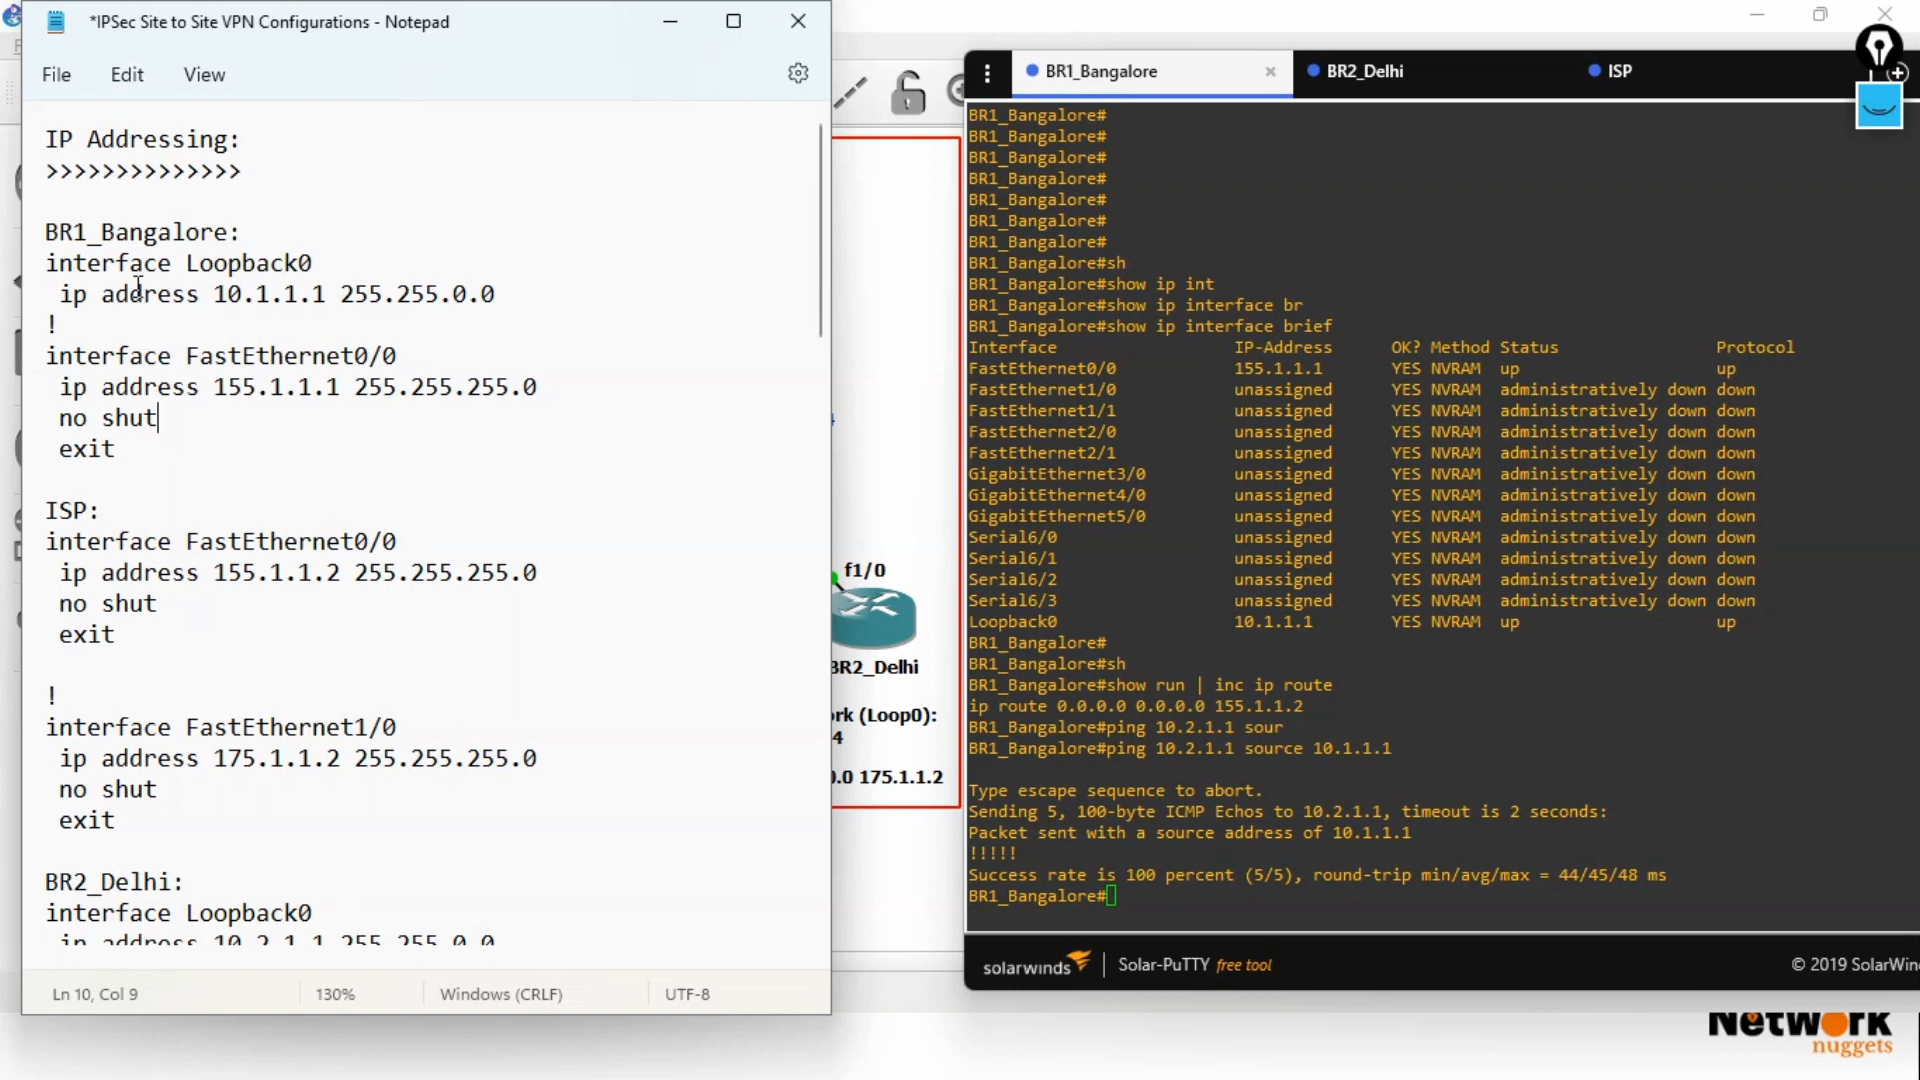 *IPSec Site to Site VPN Configurations - Notepad
File Edit View
IP Addressing:
>>>>>>>>>>>>>>
BR1_Bangalore:
interface Loopback0
ip address 10.1.1.1 255.255.0.0
!
interface FastEthernet0/0
ip address 155.1.1.1 255.255.255.0
no shut
exit
ISP:
interface FastEthernet0/0
ip address 155.1.1.2 255.255.255.0
no shut
exit
!
interface FastEthernet1/0
ip address 175.1.1.2 255.255.255.0
no shut
exit
BR2_Delhi:
interface Loopback0
ip address 10.2.1.1 255.255.0.0
Ln 10, Col 9 130% Windows (CRLF) UTF-8
f1/0
BR2_Delhi
(Loop0):
4
.0 175.1.1.2
BR1_Bangalore × BR2_Delhi ISP
BR1_Bangalore#
BR1_Bangalore#
BR1_Bangalore#
BR1_Bangalore#
BR1_Bangalore#
BR1_Bangalore#
BR1_Bangalore#
BR1_Bangalore#sh
BR1_Bangalore#show ip int
BR1_Bangalore#show ip interface br
BR1_Bangalore#show ip interface brief
Interface IP-Address OK? Method Status Protocol
FastEthernet0/0 155.1.1.1 YES NVRAM up up
FastEthernet1/0 unassigned YES NVRAM administratively down down
FastEthernet1/1 unassigned YES NVRAM administratively down down
FastEthernet2/0 unassigned YES NVRAM administratively down down
FastEthernet2/1 unassigned YES NVRAM administratively down down
GigabitEthernet3/0 unassigned YES NVRAM administratively down down
GigabitEthernet4/0 unassigned YES NVRAM administratively down down
GigabitEthernet5/0 unassigned YES NVRAM administratively down down
Serial6/0 unassigned YES NVRAM administratively down down
Serial6/1 unassigned YES NVRAM administratively down down
Serial6/2 unassigned YES NVRAM administratively down down
Serial6/3 unassigned YES NVRAM administratively down down
Loopback0 10.1.1.1 YES NVRAM up up
BR1_Bangalore#
BR1_Bangalore#sh
BR1_Bangalore#show run | inc ip route
ip route 0.0.0.0 0.0.0.0 155.1.1.2
BR1_Bangalore#ping 10.2.1.1 sour
BR1_Bangalore#ping 10.2.1.1 source 10.1.1.1
Type escape sequence to abort.
Sending 5, 100-byte ICMP Echos to 10.2.1.1, timeout is 2 seconds:
Packet sent with a source address of 10.1.1.1
!!!!!
Success rate is 100 percent (5/5), round-trip min/avg/max = 44/45/48 ms
BR1_Bangalore#
solarwinds | Solar-PuTTY free tool © 2019 SolarWin
Network
nuggets